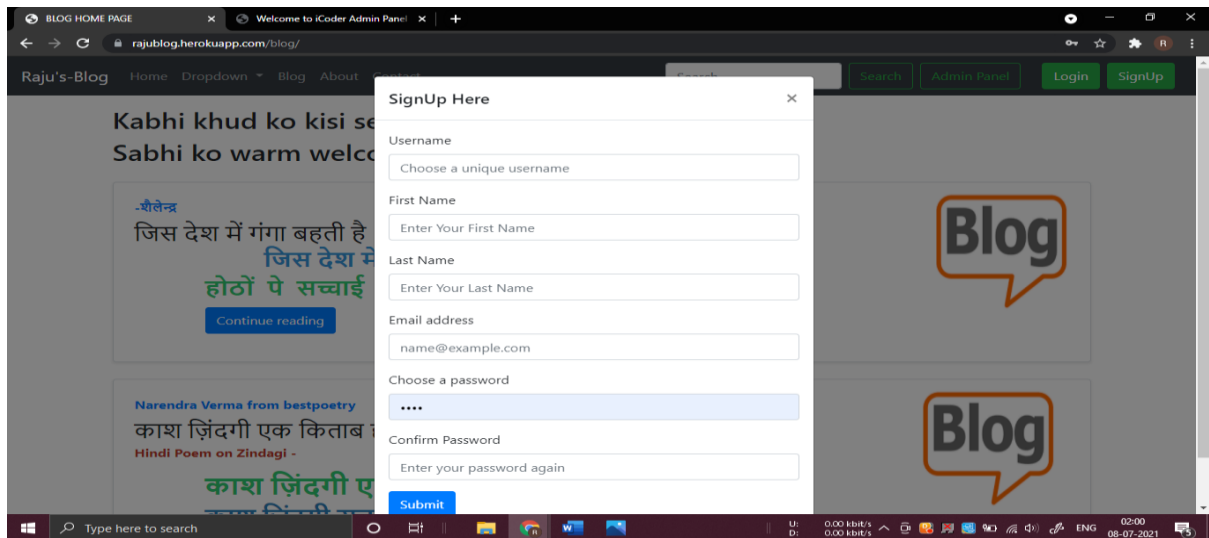 BLOG HOME PAGE
Welcome to iCoder Admin Panel
rajublog.herokuapp.com/blog/
R
Raju's-Blog Home Dropdown Blog About Contact Search Search Admin Panel Login SignUp
Kabhi khud ko kisi se
Sabhi ko warm welco
-शैलेन्द्र
जिस देश में गंगा बहती है
जिस देश में
होठों पे सच्चाई
Continue reading
Blog
Narendra Verma from bestpoetry
काश ज़िंदगी एक किताब
Hindi Poem on Zindagi -
काश ज़िंदगी ए
Blog
SignUp Here
Username
Choose a unique username
First Name
Enter Your First Name
Last Name
Enter Your Last Name
Email address
name@example.com
Choose a password
••••
Confirm Password
Enter your password again
Submit
Type here to search
U: 0.00 kbit/s
D: 0.00 kbit/s
ENG
02:00
08-07-2021
5